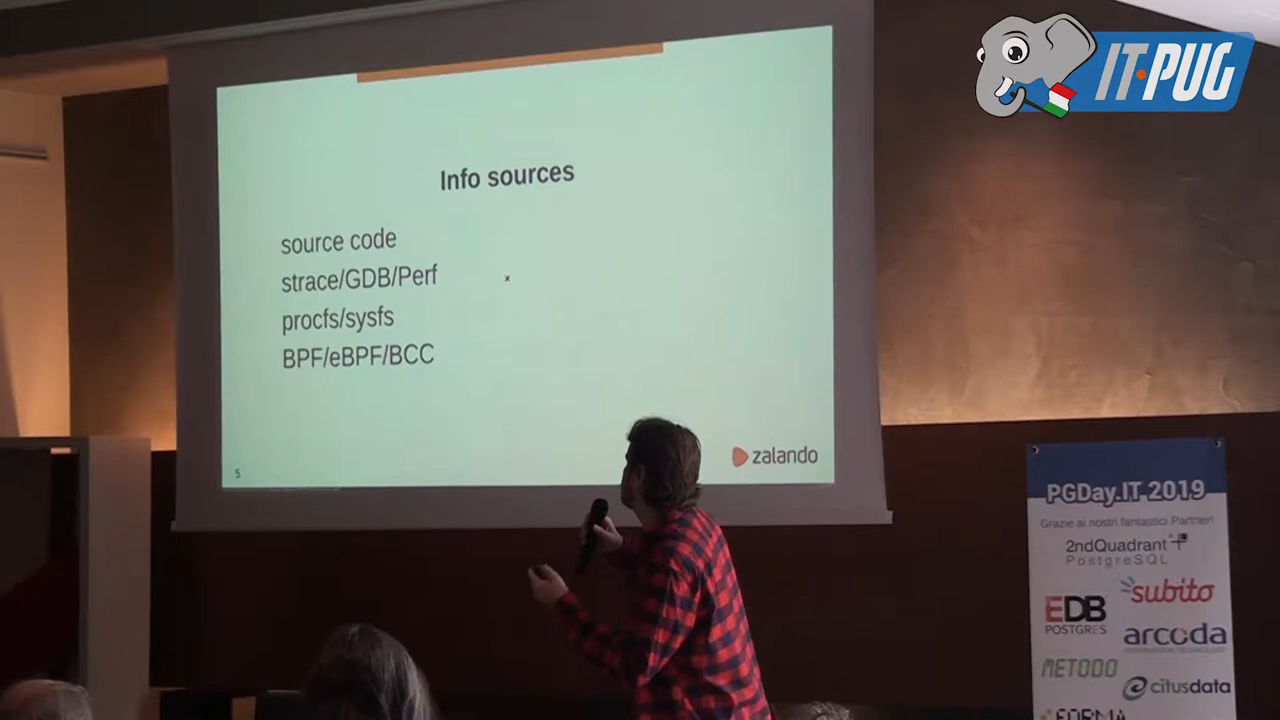 IT·PUG
Info sources
source code
strace/GDB/Perf
procfs/sysfs
BPF/eBPF/BCC
5
zalando
PGDay.IT 2019
Grazie ai nostri fantastici Partner!
2ndQuadrant
PostgreSQL
subito
EDB
POSTGRES
arcoda
METODO
citusdata